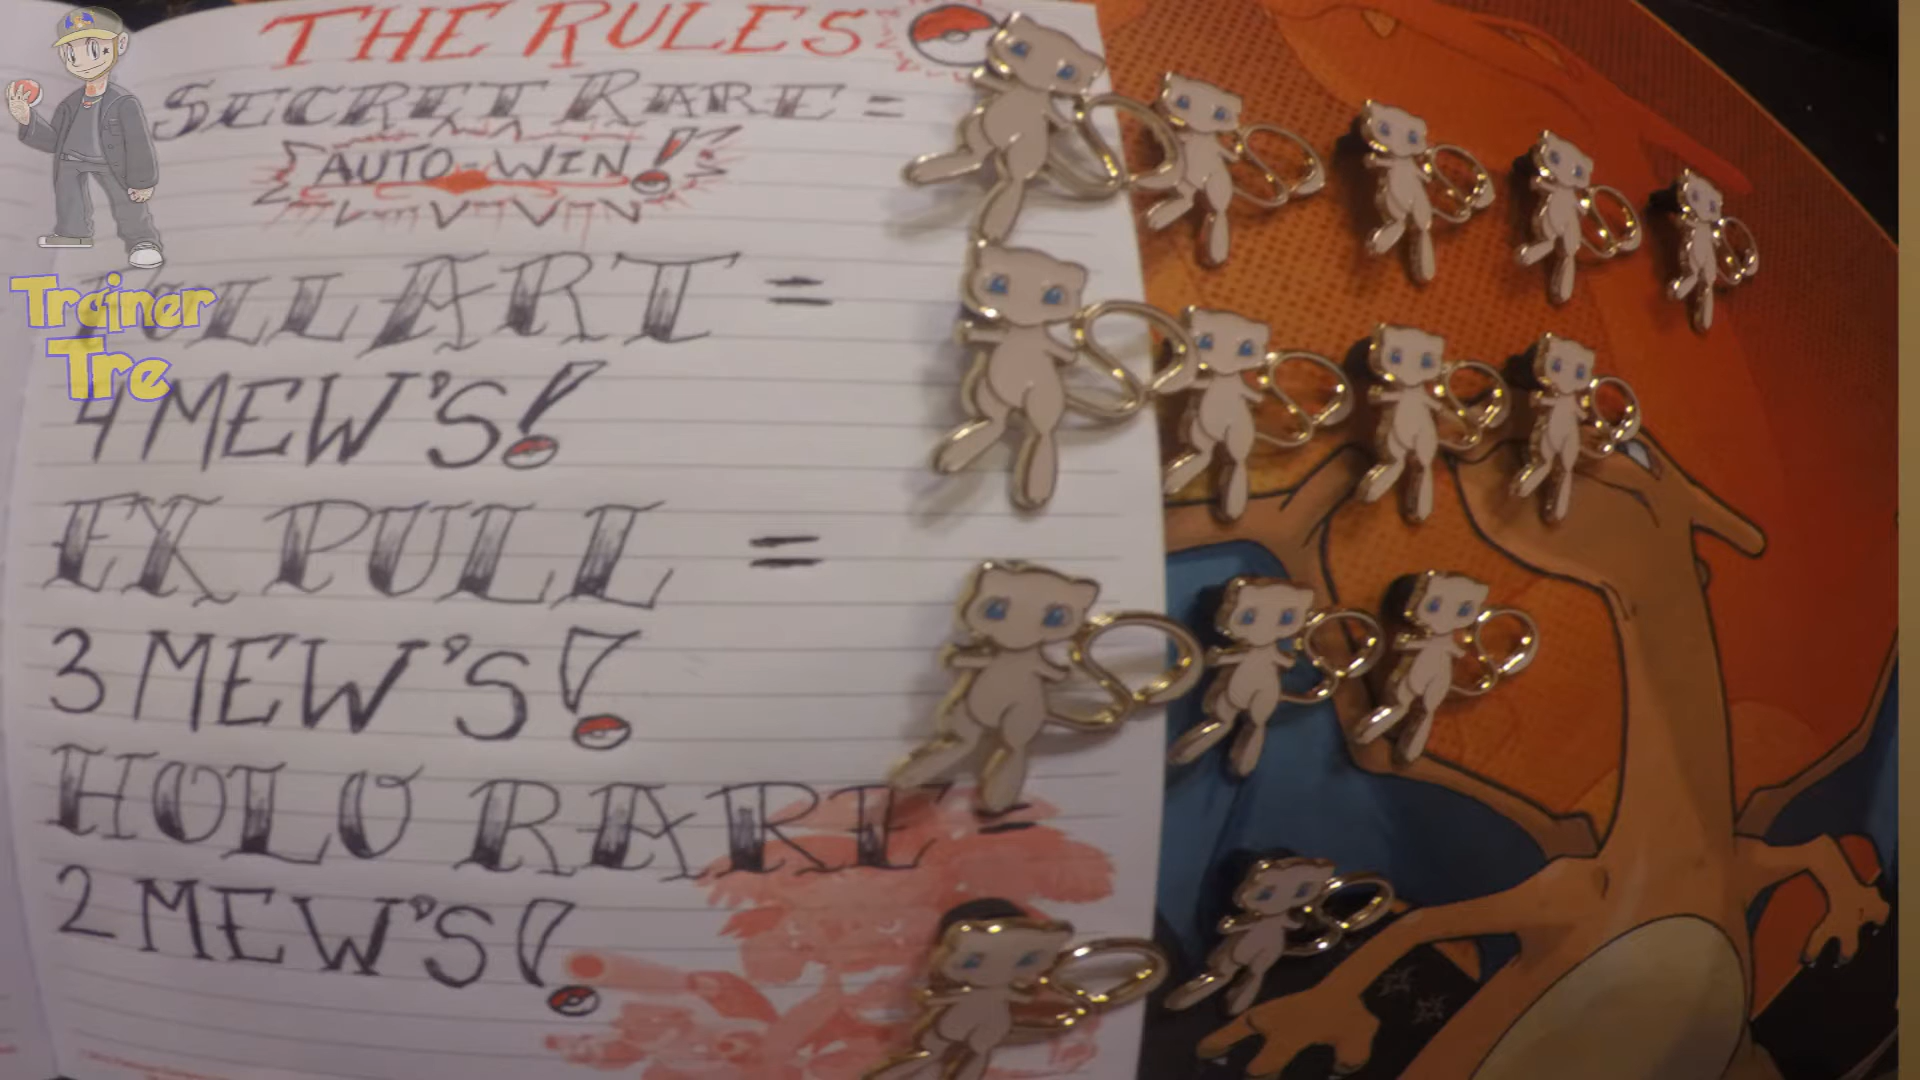 THE RULES
SECRET RARE =
AUTO-WIN!
FULL ART =
4 MEW'S!
EX PULL =
3 MEW'S!
HOLO RARE =
2 MEW'S!
Trainer
Tre